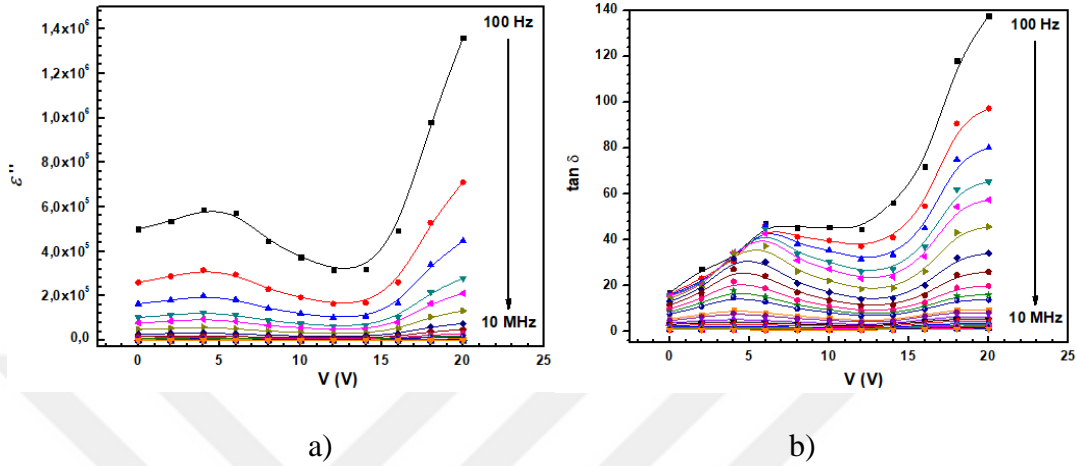 1,4x10⁶
1,2x10⁶
1,0x10⁶
8,0x10⁵
6,0x10⁵
4,0x10⁵
2,0x10⁵
0,0
ε''
0 5 10 15 20 25
V (V)
100 Hz
10 MHz
a)
140
120
100
80
60
40
20
0
tan δ
0 5 10 15 20 25
V (V)
100 Hz
10 MHz
b)